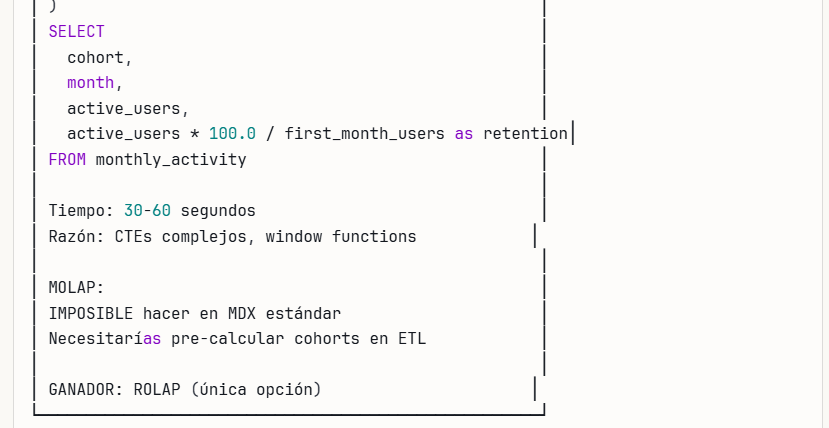 )
SELECT
cohort,
month,
active_users,
active_users * 100.0 / first_month_users as retention
FROM monthly_activity
Tiempo: 30-60 segundos
Razón: CTEs complejos, window functions
MOLAP:
IMPOSIBLE hacer en MDX estándar
Necesitarías pre-calcular cohorts en ETL
GANADOR: ROLAP (única opción)